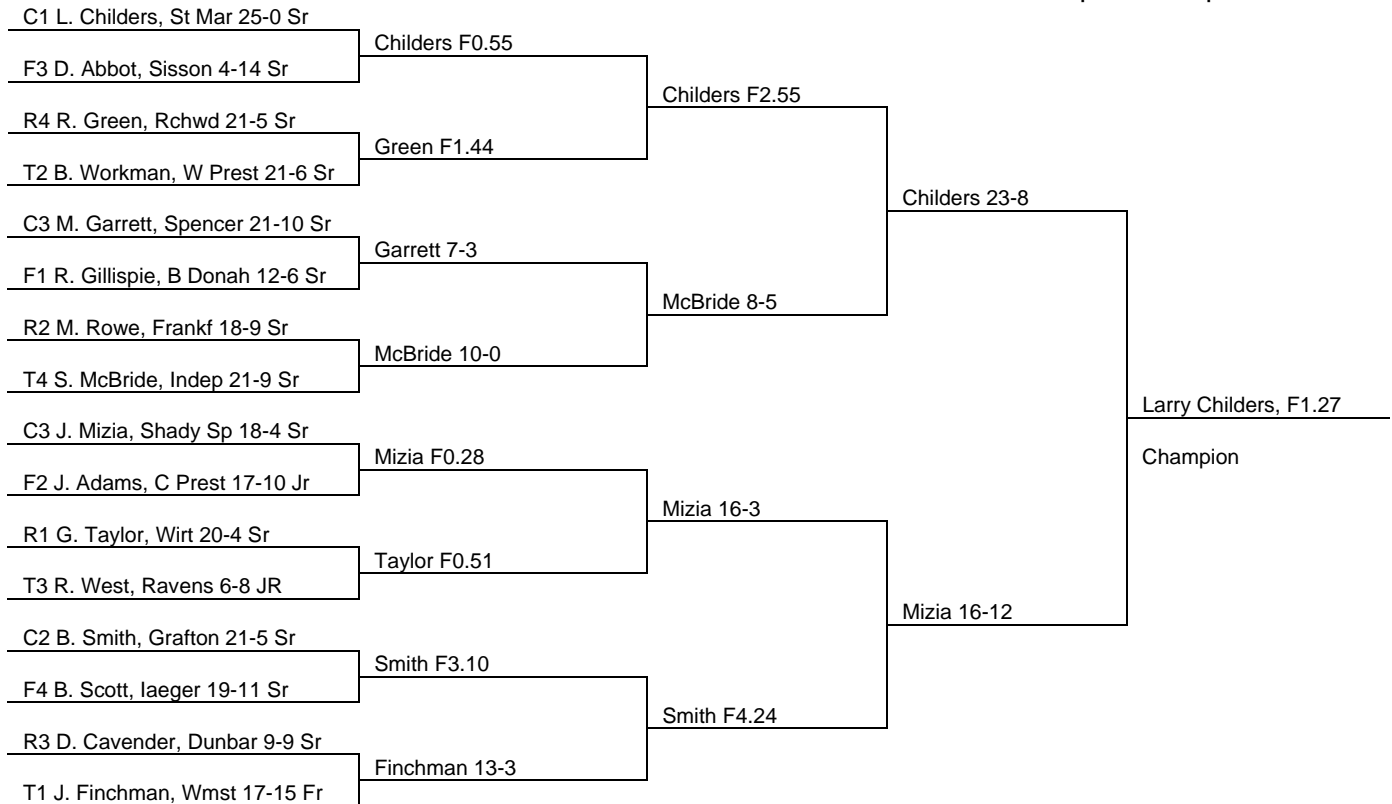 C1 L. Childers, St Mar 25-0 Sr
Childers F0.55
F3 D. Abbot, Sisson 4-14 Sr
Childers F2.55
R4 R. Green, Rchwd 21-5 Sr
Green F1.44
T2 B. Workman, W Prest 21-6 Sr
Childers 23-8
C3 M. Garrett, Spencer 21-10 Sr
Garrett 7-3
F1 R. Gillispie, B Donah 12-6 Sr
McBride 8-5
R2 M. Rowe, Frankf 18-9 Sr
McBride 10-0
T4 S. McBride, Indep 21-9 Sr
Larry Childers, F1.27
C3 J. Mizia, Shady Sp 18-4 Sr
Mizia F0.28
Champion
F2 J. Adams, C Prest 17-10 Jr
Mizia 16-3
R1 G. Taylor, Wirt 20-4 Sr
Taylor F0.51
T3 R. West, Ravens 6-8 JR
Mizia 16-12
C2 B. Smith, Grafton 21-5 Sr
Smith F3.10
F4 B. Scott, Iaeger 19-11 Sr
Smith F4.24
R3 D. Cavender, Dunbar 9-9 Sr
Finchman 13-3
T1 J. Finchman, Wmst 17-15 Fr